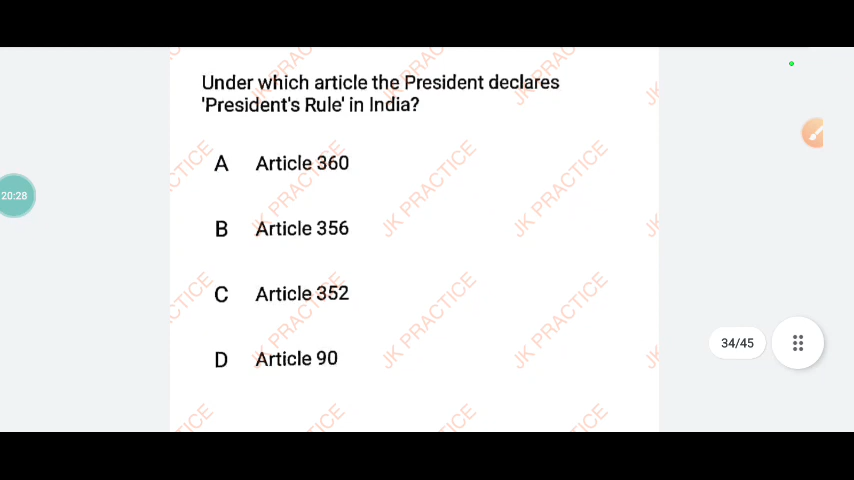 Under which article the President declares
'President's Rule' in India?
A Article 360
B Article 356
C Article 352
D Article 90
20:28
34/45
JK PRACTICE